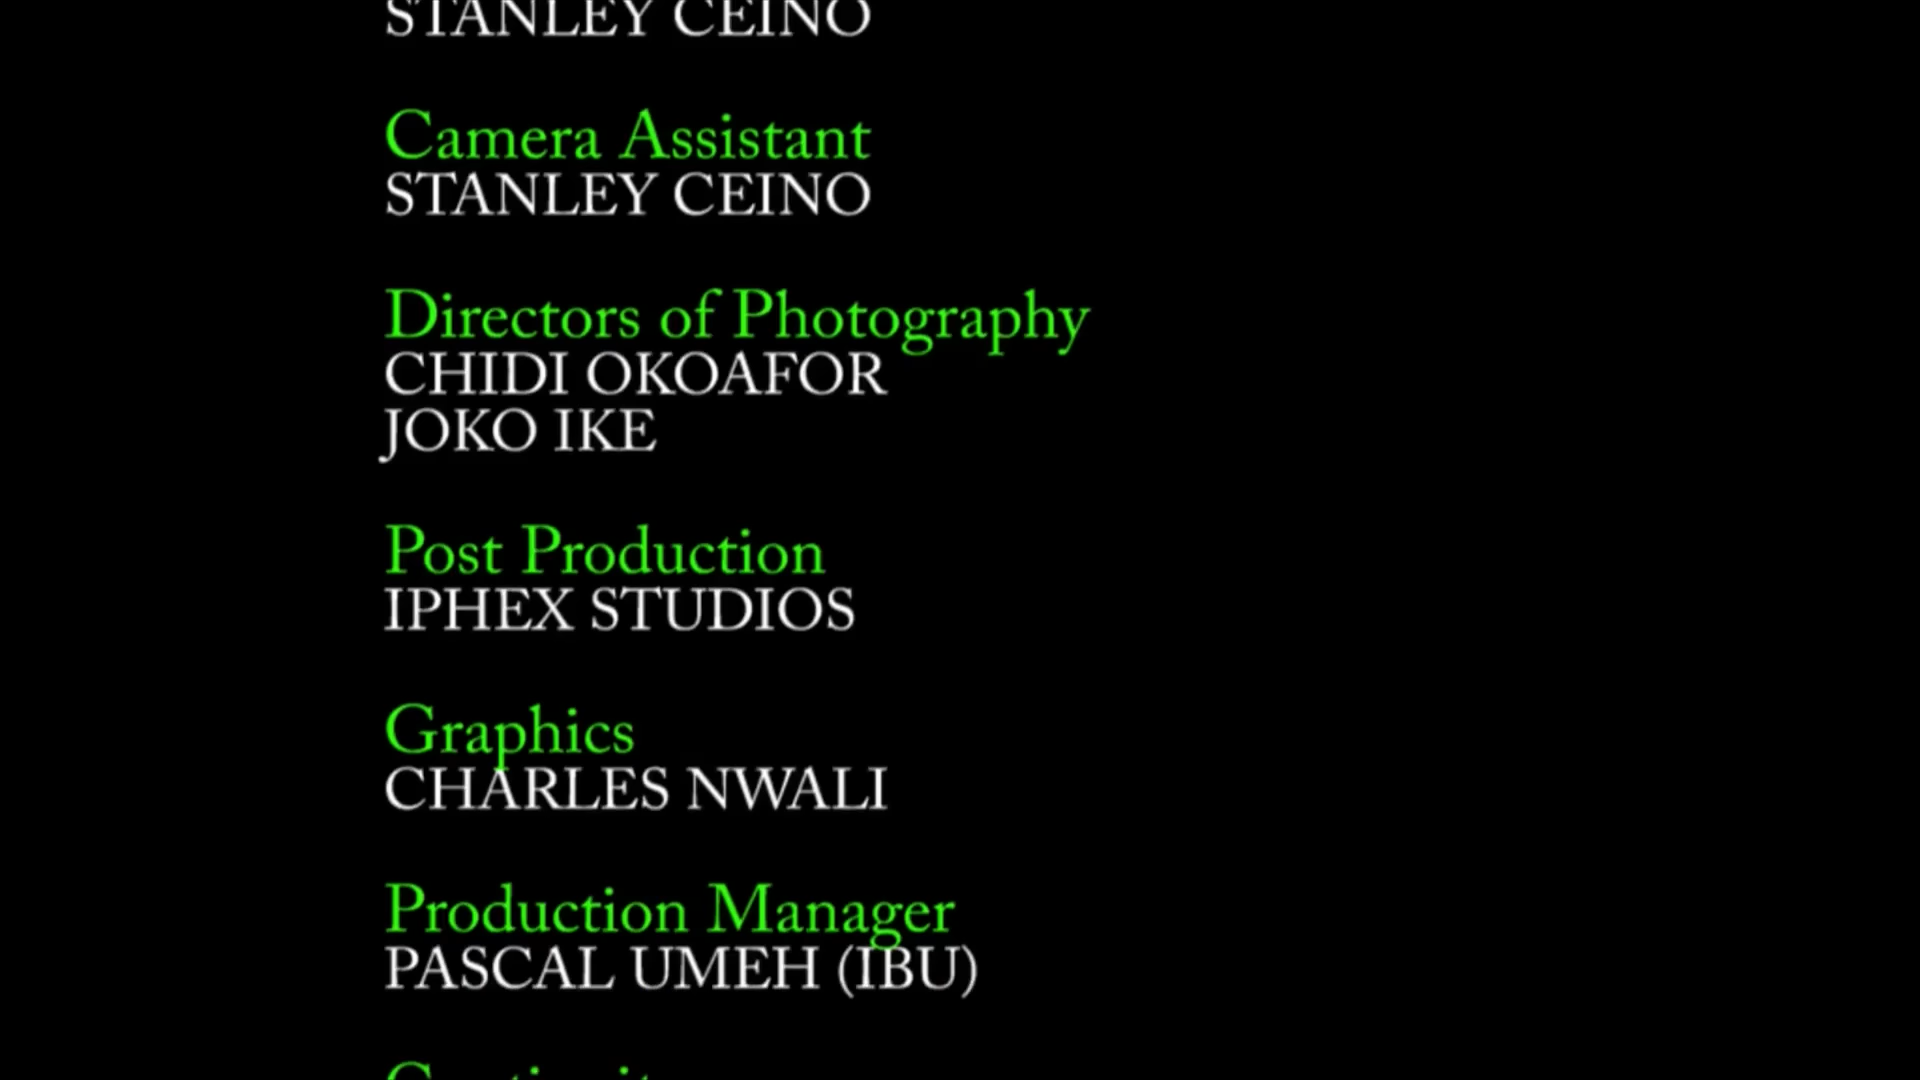 STANLEY CEINO
Camera Assistant
STANLEY CEINO
Directors of Photography
CHIDI OKOAFOR
JOKO IKE
Post Production
IPHEX STUDIOS
Graphics
CHARLES NWALI
Production Manager
PASCAL UMEH (IBU)